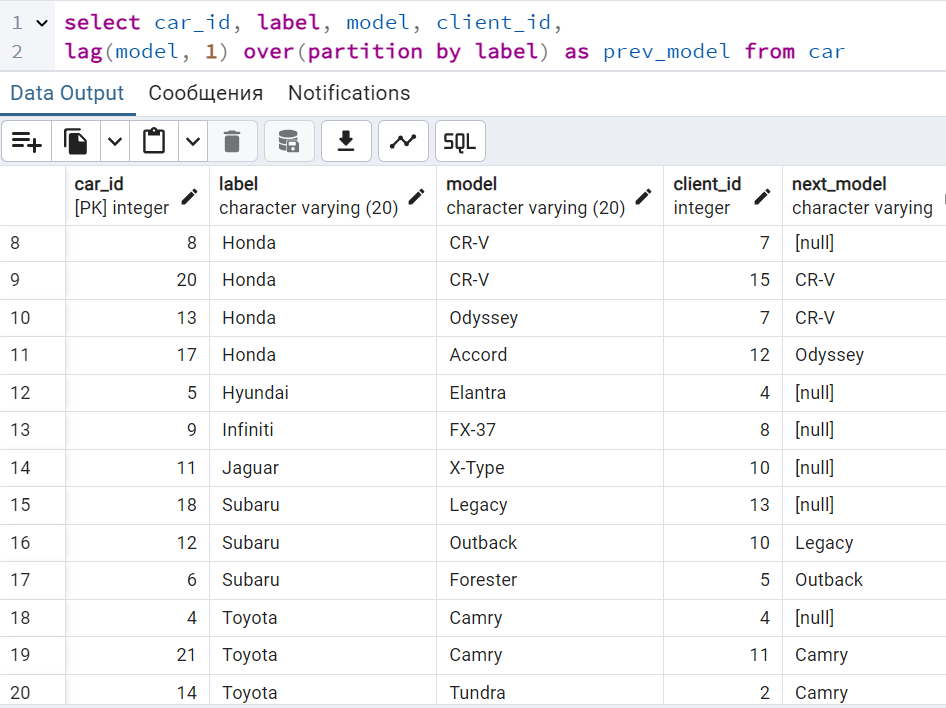 1 select car_id, label, model, client_id,
2 lag(model, 1) over(partition by label) as prev_model from car
Data Output Сообщения Notifications
SQL
car_id label model client_id next_model
[PK] integer character varying (20) character varying (20) integer character varying
8 8 Honda CR-V 7 [null]
9 20 Honda CR-V 15 CR-V
10 13 Honda Odyssey 7 CR-V
11 17 Honda Accord 12 Odyssey
12 5 Hyundai Elantra 4 [null]
13 9 Infiniti FX-37 8 [null]
14 11 Jaguar X-Type 10 [null]
15 18 Subaru Legacy 13 [null]
16 12 Subaru Outback 10 Legacy
17 6 Subaru Forester 5 Outback
18 4 Toyota Camry 4 [null]
19 21 Toyota Camry 11 Camry
20 14 Toyota Tundra 2 Camry